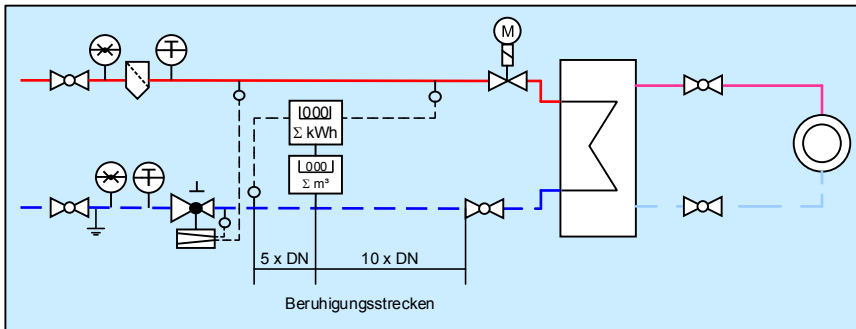 M
T
000
Σ kWh
000
Σ m³
T
5 x DN
10 x DN
Beruhigungsstrecken